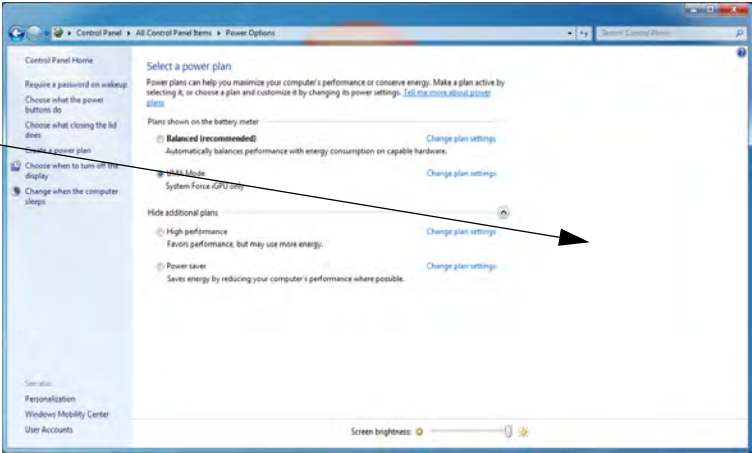 Control Panel ▸ All Control Panel Items ▸ Power Options
Search Control Panel
Control Panel Home
Require a password on wakeup
Choose what the power
buttons do
Choose what closing the lid
does
Create a power plan
Choose when to turn off the
display
Change when the computer
sleeps
Select a power plan
Power plans can help you maximize your computer's performance or conserve energy. Make a plan active by
selecting it, or choose a plan and customize it by changing its power settings. Tell me more about power
plans
Plans shown on the battery meter
Balanced (recommended)
Change plan settings
Automatically balances performance with energy consumption on capable hardware.
UMA Mode
Change plan settings
System Force iGPU only
Hide additional plans
High performance
Change plan settings
Favors performance, but may use more energy.
Power saver
Change plan settings
Saves energy by reducing your computer's performance where possible.
See also
Personalization
Windows Mobility Center
User Accounts
Screen brightness: